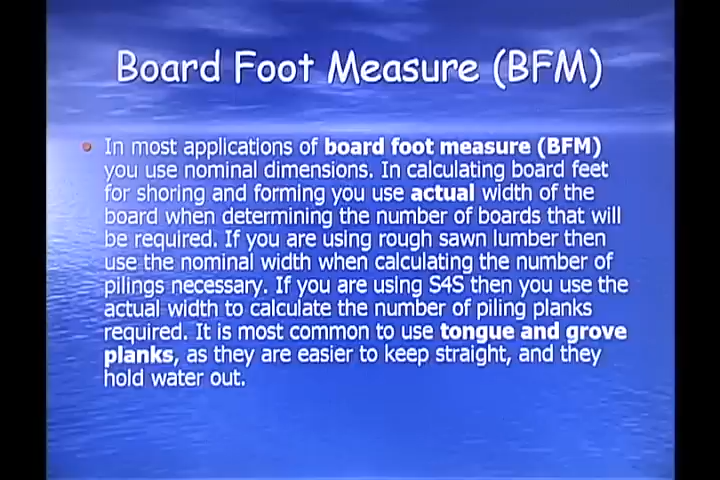 Board Foot Measure (BFM)
In most applications of board foot measure (BFM)
you use nominal dimensions. In calculating board feet
for shoring and forming you use actual width of the
board when determining the number of boards that will
be required. If you are using rough sawn lumber then
use the nominal width when calculating the number of
pilings necessary. If you are using S4S then you use the
actual width to calculate the number of piling planks
required. It is most common to use tongue and grove
planks, as they are easier to keep straight, and they
hold water out.